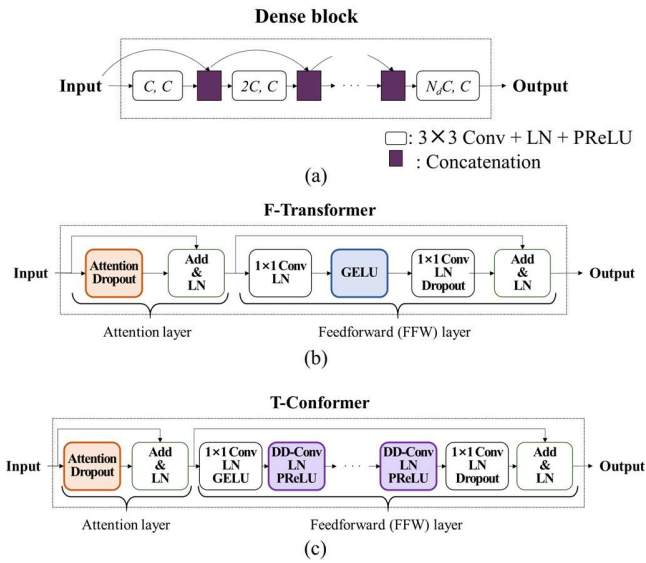 Dense block
Input
C, C
2C, C
· · ·
N_dC, C
Output
: 3×3 Conv + LN + PReLU
: Concatenation
(a)
F-Transformer
Input
Attention
Dropout
Add
&
LN
1×1 Conv
LN
GELU
1×1 Conv
LN
Dropout
Add
&
LN
Output
Attention layer
Feedforward (FFW) layer
(b)
T-Conformer
Input
Attention
Dropout
Add
&
LN
1×1 Conv
LN
GELU
DD-Conv
LN
PReLU
· · · ·
DD-Conv
LN
PReLU
1×1 Conv
LN
Dropout
Add
&
LN
Output
Attention layer
Feedforward (FFW) layer
(c)